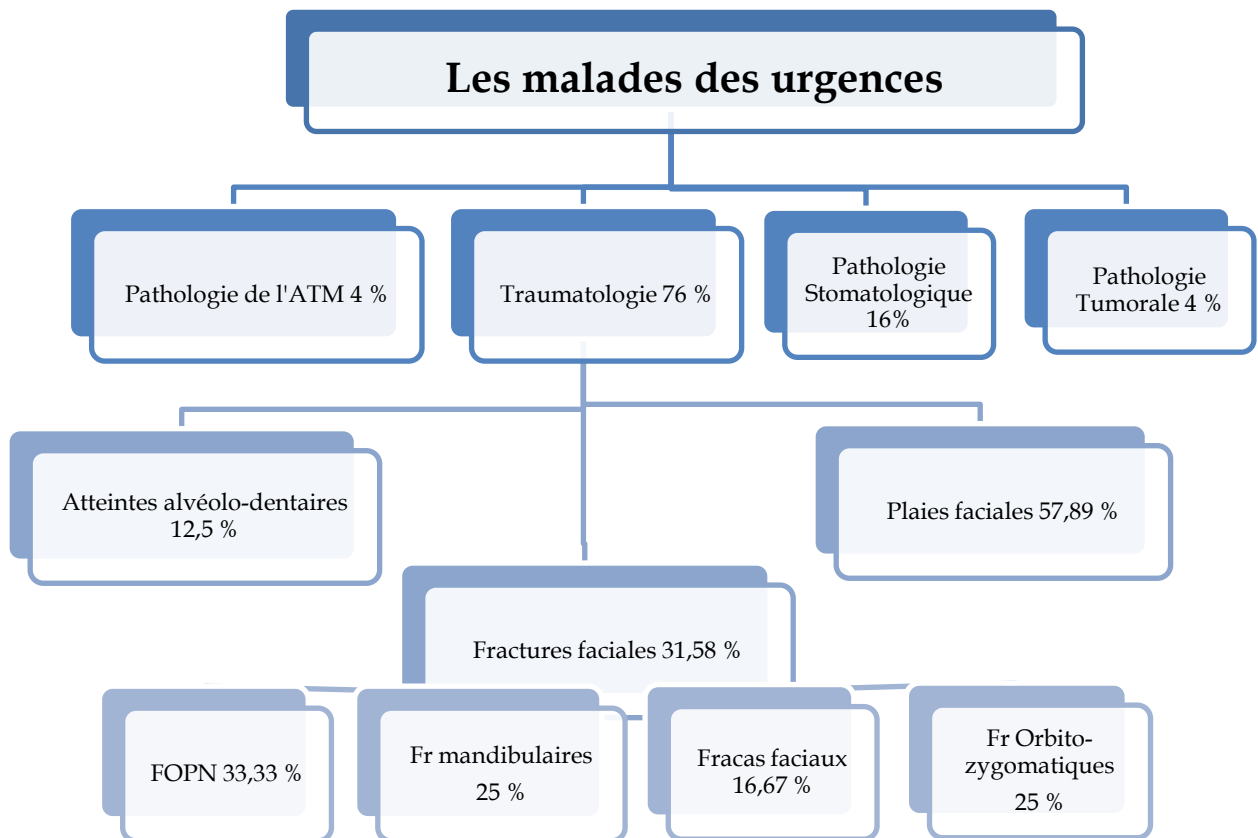 Les malades des urgences
Pathologie de l'ATM 4 %
Traumatologie 76 %
Pathologie
Stomatologique
16%
Pathologie
Tumorale 4 %
Atteintes alvéolo-dentaires
12,5 %
Plaies faciales 57,89 %
Fractures faciales 31,58 %
FOPN 33,33 %
Fr mandibulaires
25 %
Fracas faciaux
16,67 %
Fr Orbito-
zygomatiques
25 %